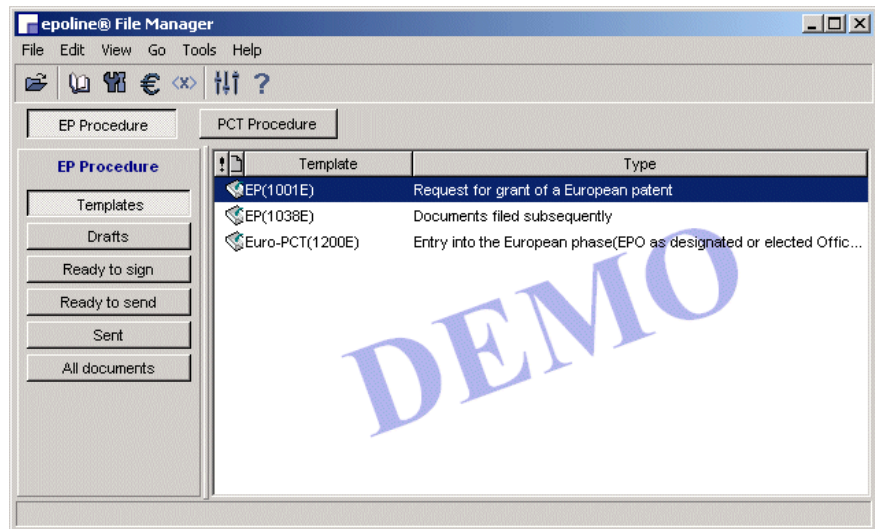 epoline® File Manager
File Edit View Go Tools Help
€ <x> ?
EP Procedure PCT Procedure
EP Procedure
! Template Type
Templates
Drafts
Ready to sign
Ready to send
Sent
All documents
EP(1001E) Request for grant of a European patent
EP(1038E) Documents filed subsequently
Euro-PCT(1200E) Entry into the European phase(EPO as designated or elected Offic...
DEMO